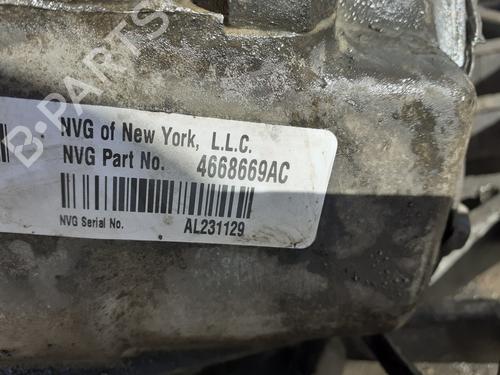 B-PARTS
NVG of New York, L.L.C.
NVG Part No. 4668669AC
NVG Serial No. AL231129